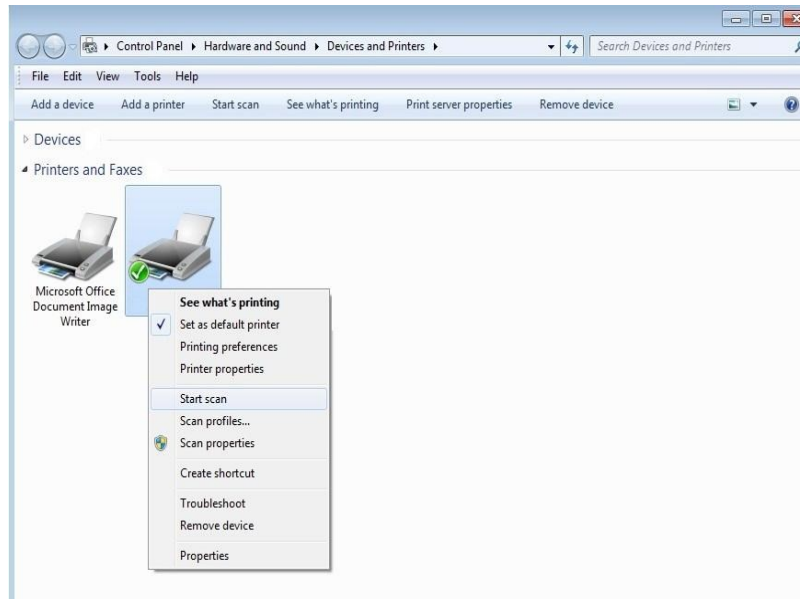 Control Panel ▸ Hardware and Sound ▸ Devices and Printers ▸ Search Devices and Printers
File Edit View Tools Help
Add a device Add a printer Start scan See what's printing Print server properties Remove device
Devices
Printers and Faxes
Microsoft Office
Document Image
Writer
See what's printing
Set as default printer
Printing preferences
Printer properties
Start scan
Scan profiles...
Scan properties
Create shortcut
Troubleshoot
Remove device
Properties